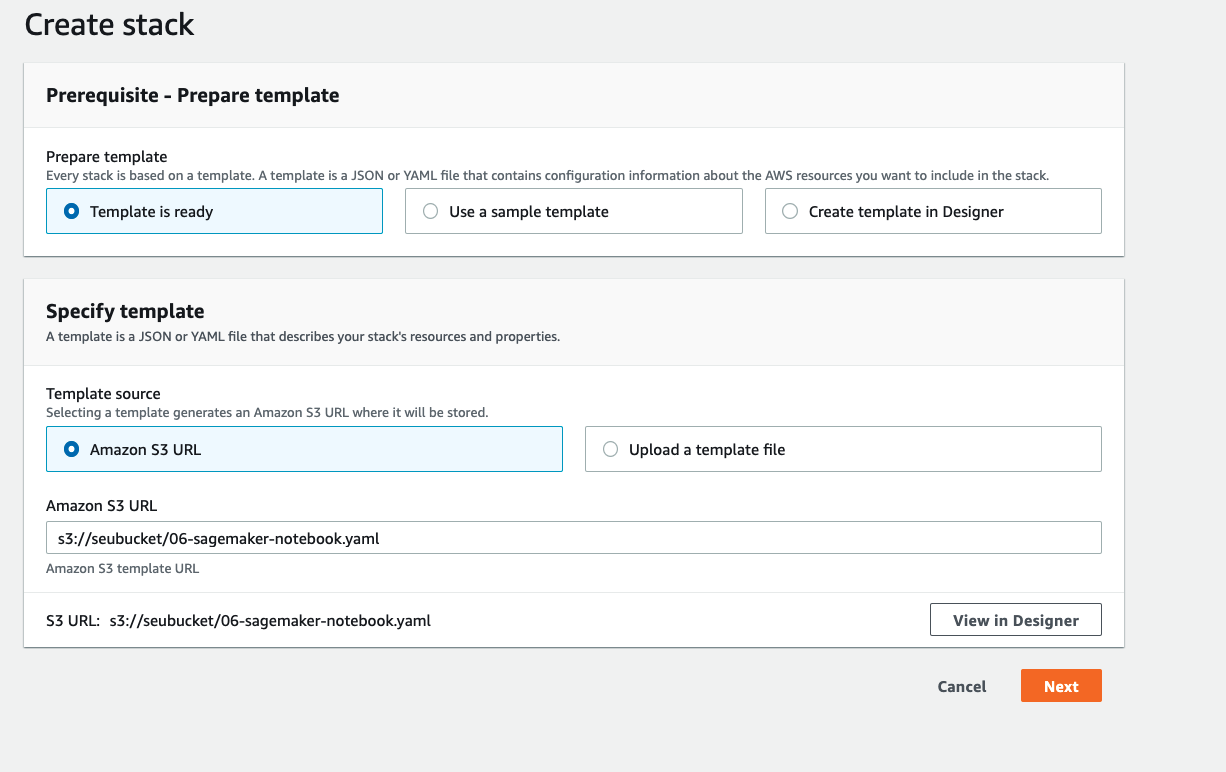 Create stack
Prerequisite - Prepare template
Prepare template
Every stack is based on a template. A template is a JSON or YAML file that contains configuration information about the AWS resources you want to include in the stack.
Template is ready
Use a sample template
Create template in Designer
Specify template
A template is a JSON or YAML file that describes your stack's resources and properties.
Template source
Selecting a template generates an Amazon S3 URL where it will be stored.
Amazon S3 URL
Upload a template file
Amazon S3 URL
s3://seubucket/06-sagemaker-notebook.yaml
Amazon S3 template URL
S3 URL: s3://seubucket/06-sagemaker-notebook.yaml
View in Designer
Cancel
Next